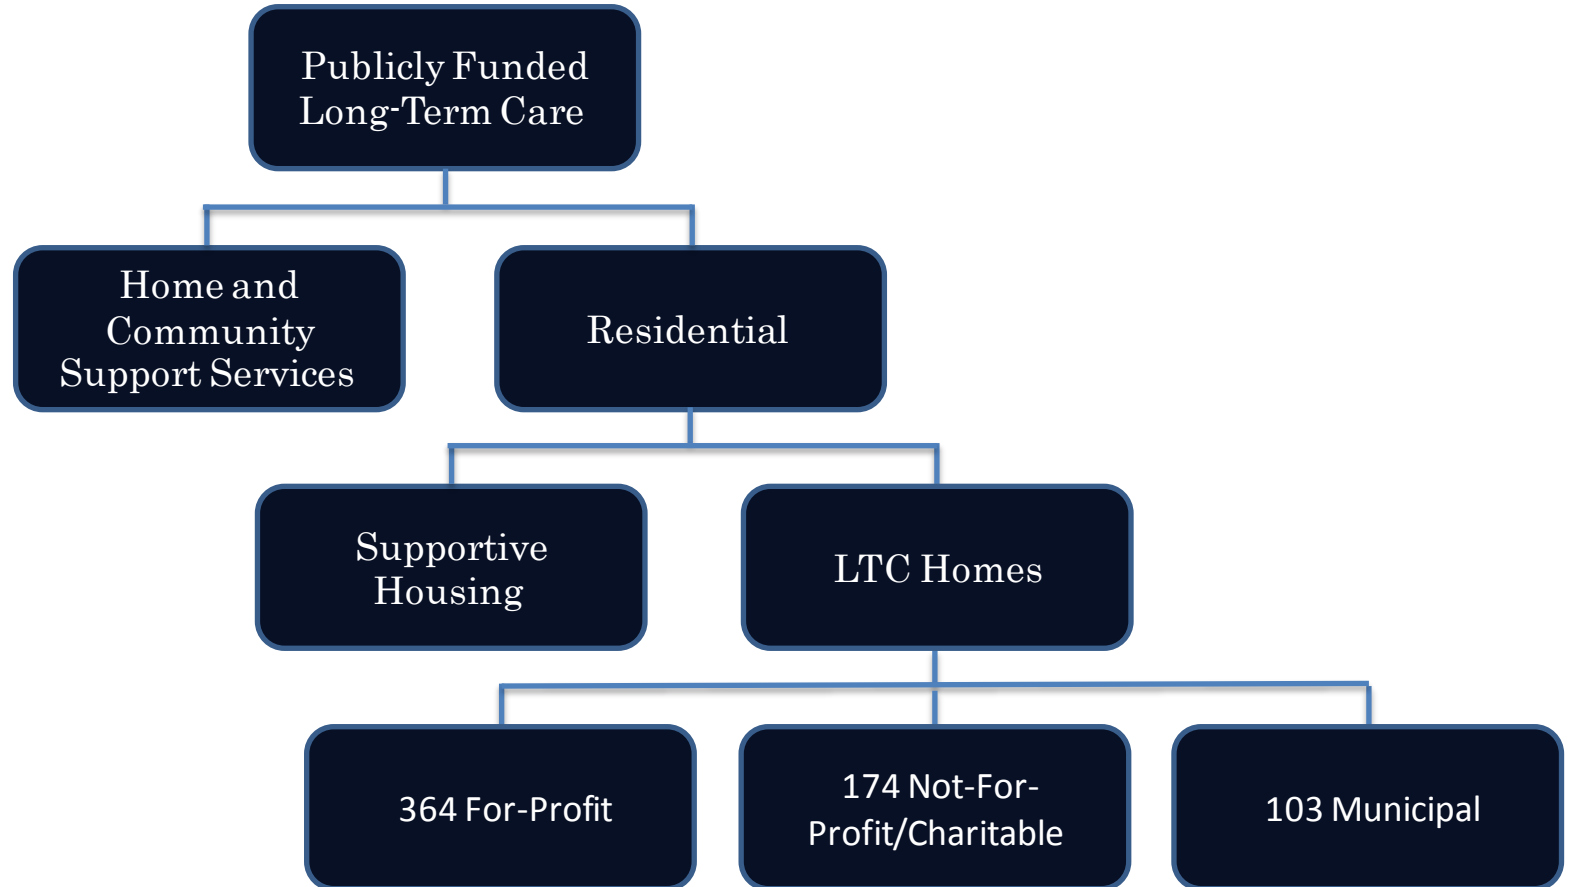 Publicly Funded
Long-Term Care
Home and
Community
Support Services
Residential
Supportive
Housing
LTC Homes
364 For-Profit
174 Not-For-
Profit/Charitable
103 Municipal